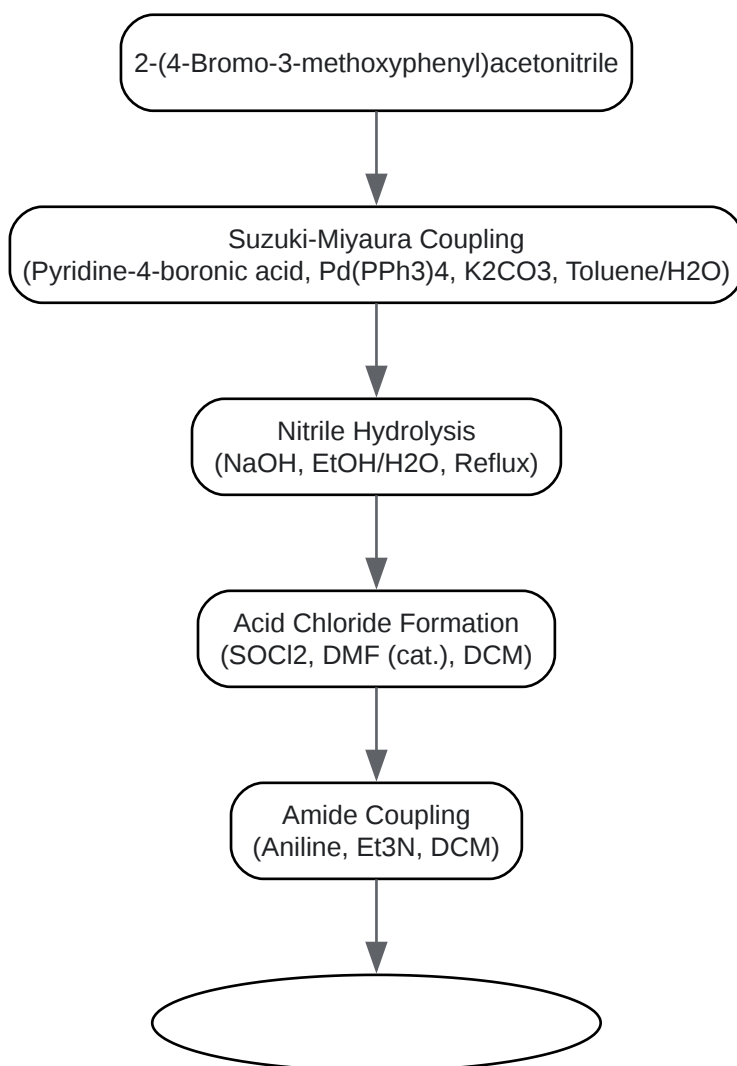 2-(4-Bromo-3-methoxyphenyl)acetonitrile
Suzuki-Miyaura Coupling
(Pyridine-4-boronic acid, Pd(PPh3)4, K2CO3, Toluene/H2O)
Nitrile Hydrolysis
(NaOH, EtOH/H2O, Reflux)
Acid Chloride Formation
(SOCl2, DMF (cat.), DCM)
Amide Coupling
(Aniline, Et3N, DCM)